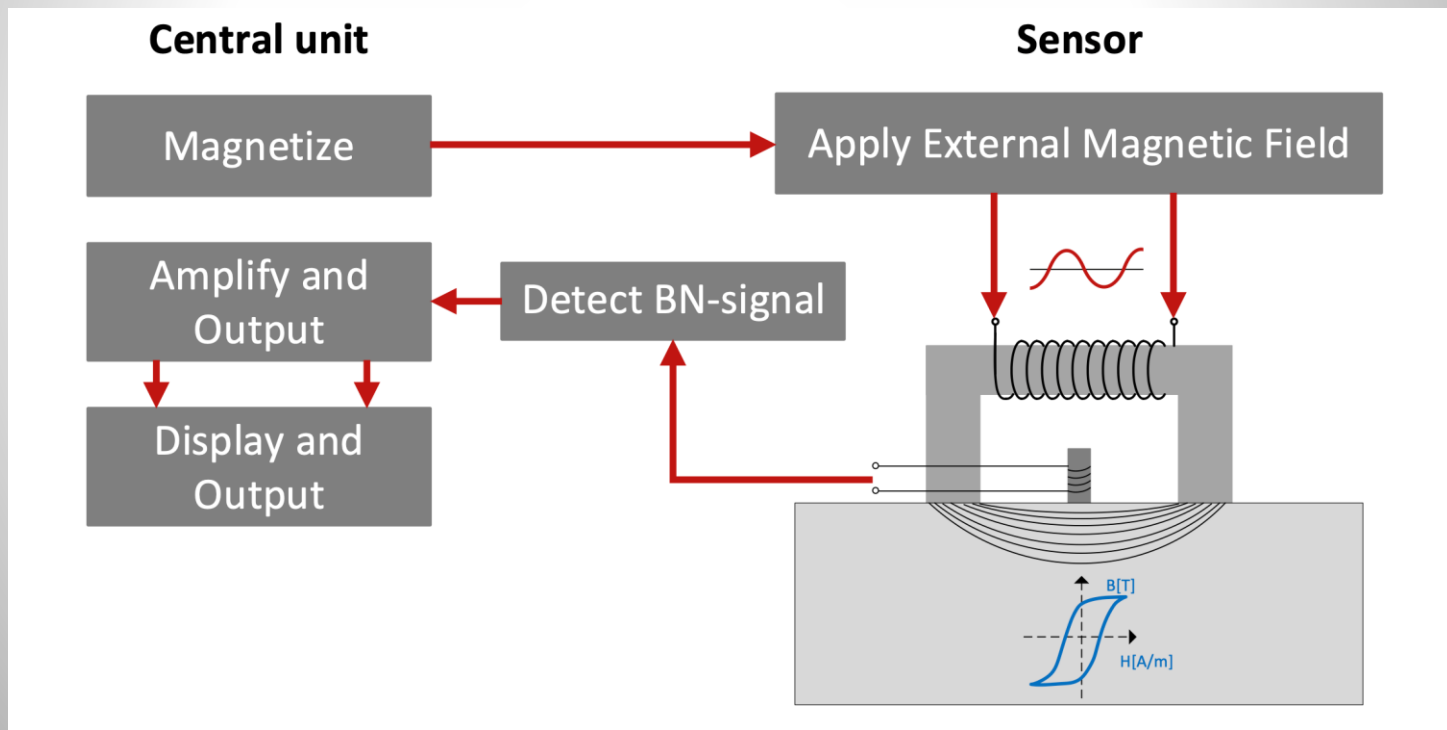 Central unit
Sensor
Magnetize
Apply External Magnetic Field
Amplify and
Output
Detect BN-signal
Display and
Output
B[T]
H[A/m]